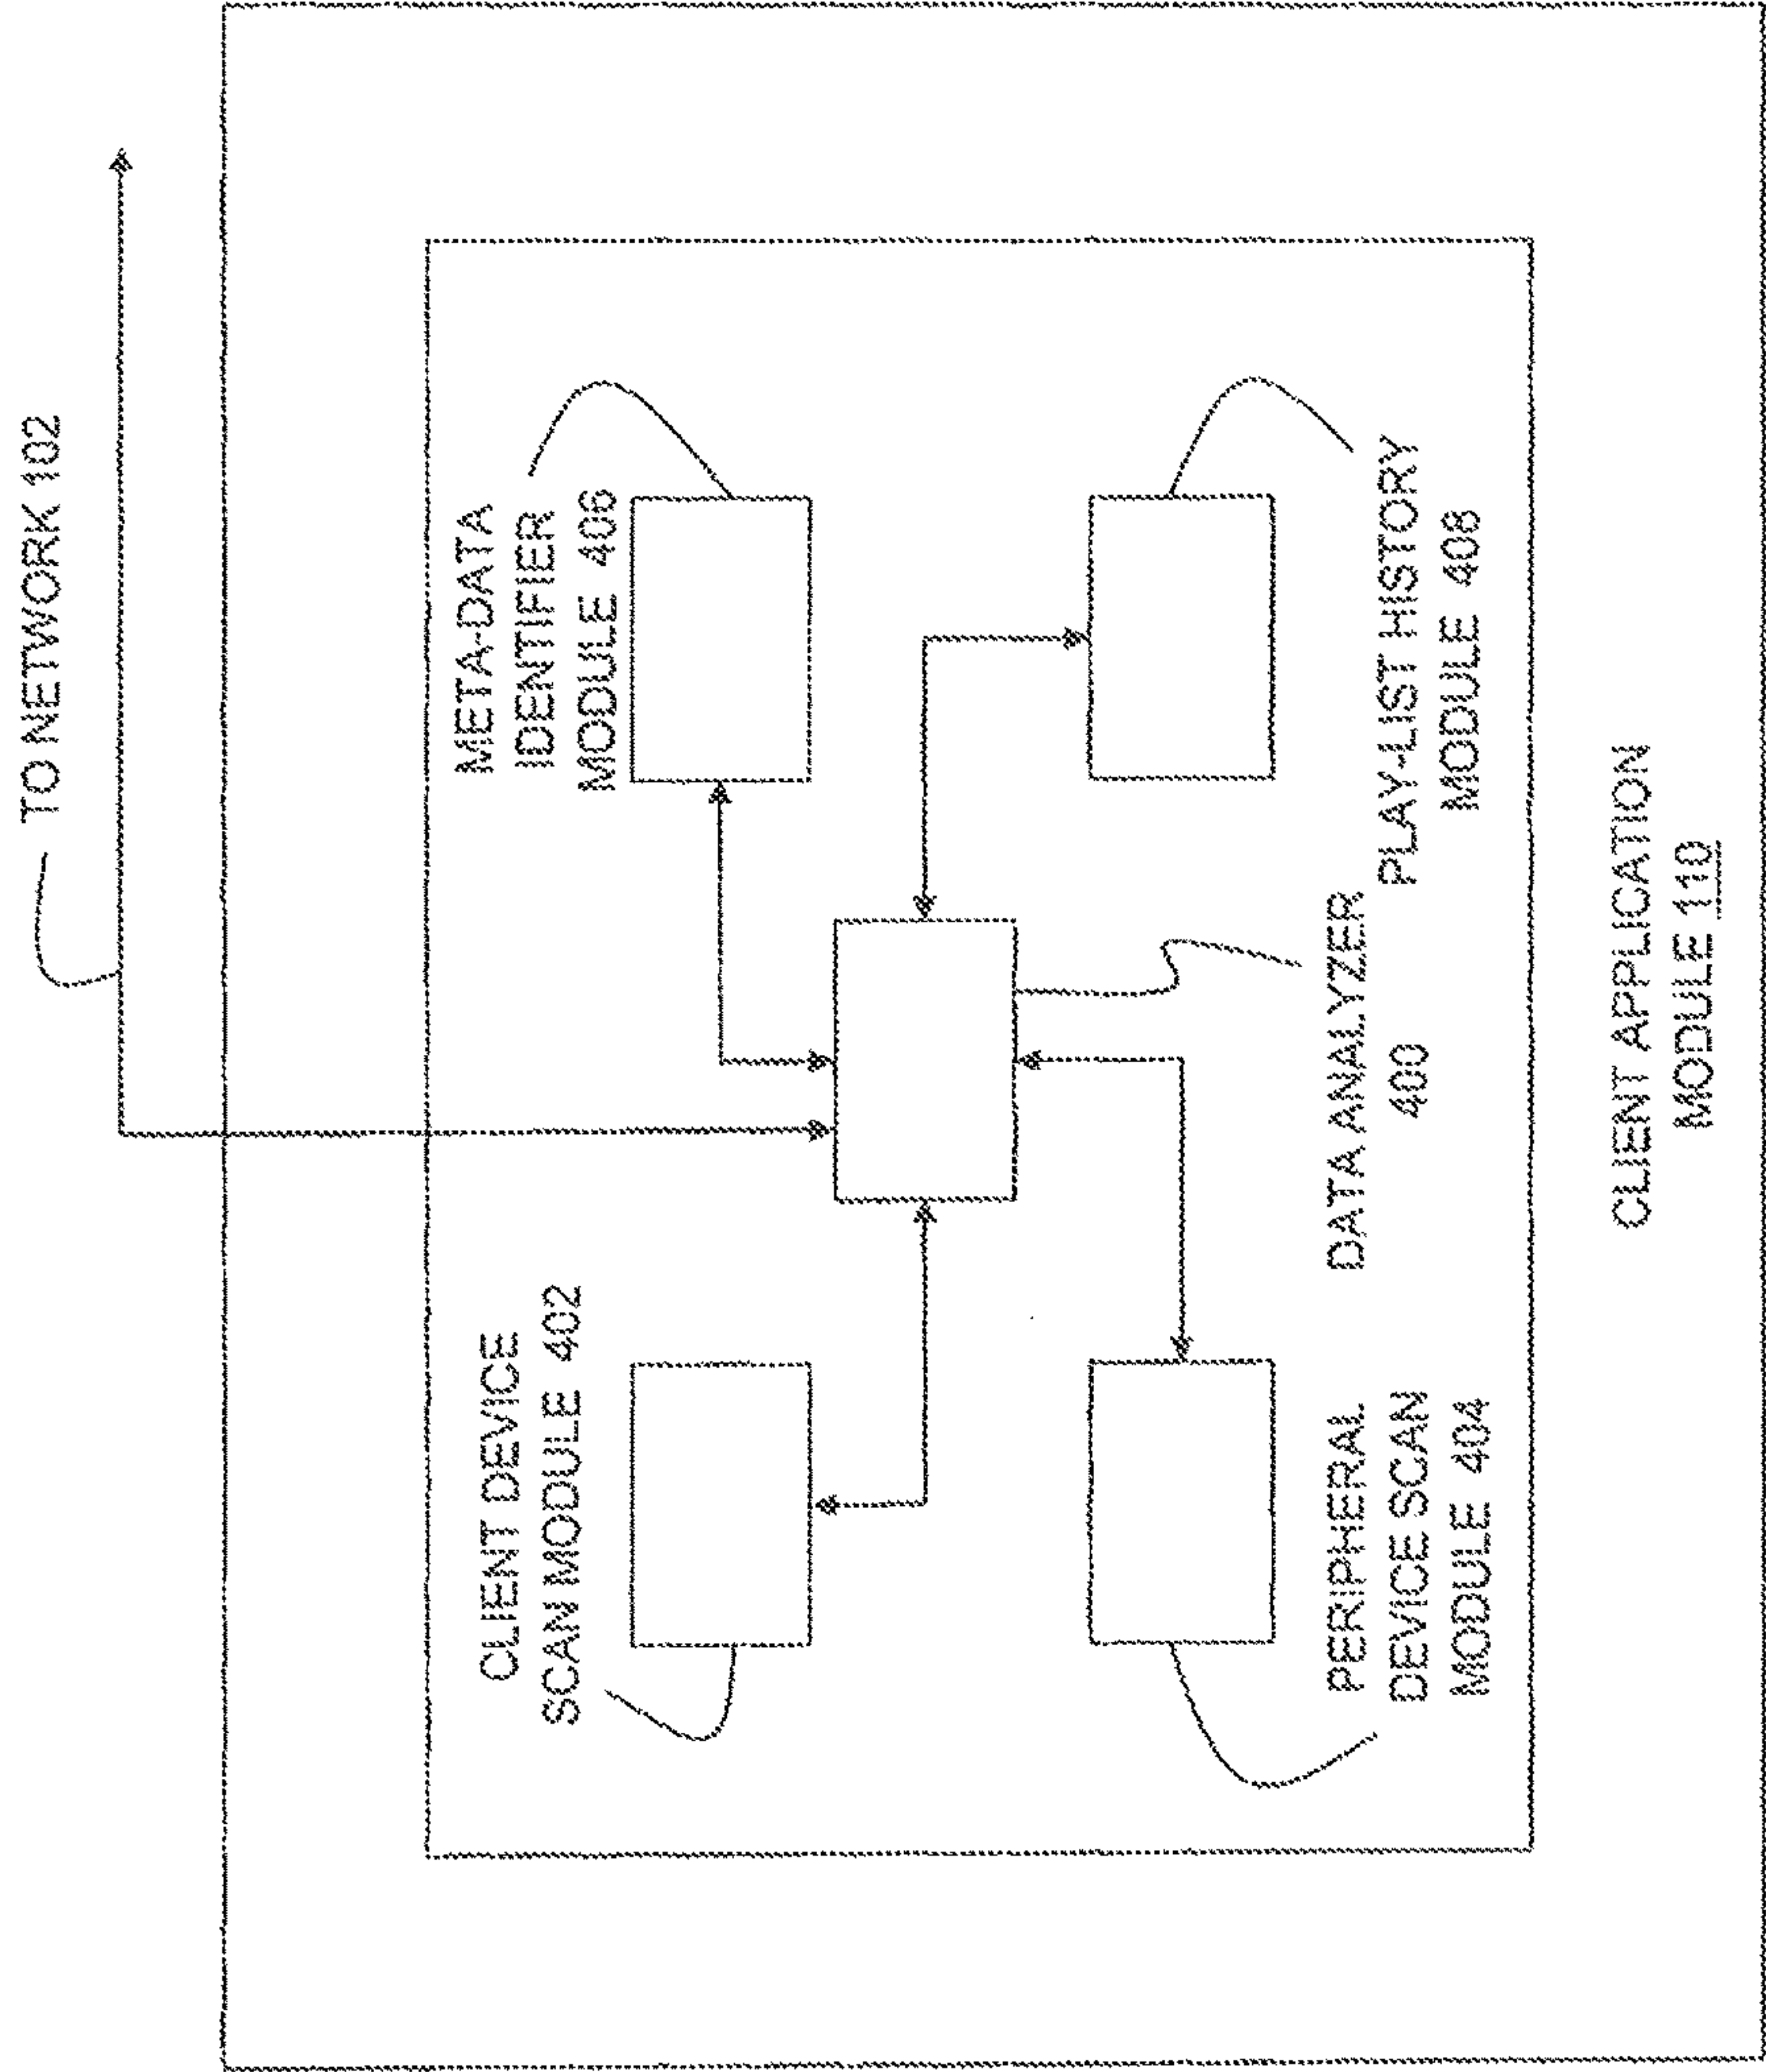 TO NETWORK 102
CLIENT DEVICE
SCAN MODULE 402
META-DATA
IDENTIFIER
MODULE 406
PERIPHERAL
DEVICE SCAN
MODULE 404
DATA ANALYZER
400
PLAY-LIST HISTORY
MODULE 408
CLIENT APPLICATION
MODULE 110